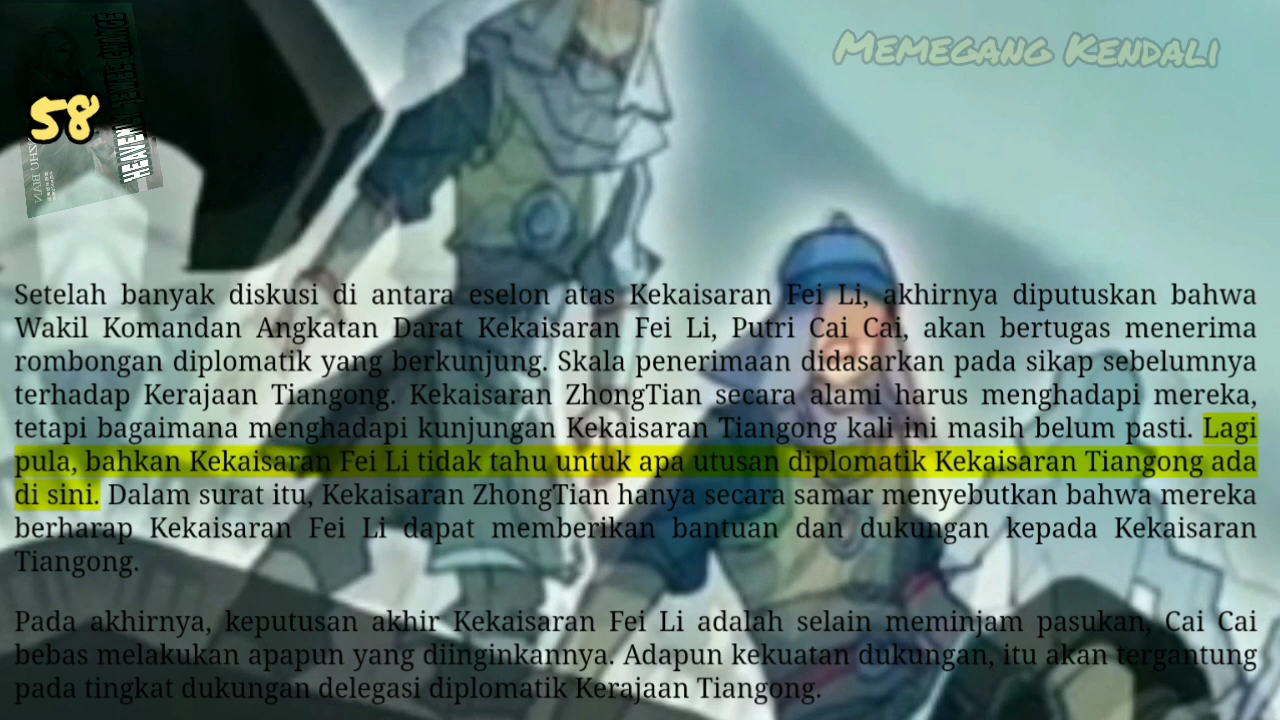 Memegang Kendali
58
HEAVENLY JEWEL CHANGE
Setelah banyak diskusi di antara eselon atas Kekaisaran Fei Li, akhirnya diputuskan bahwa
Wakil Komandan Angkatan Darat Kekaisaran Fei Li, Putri Cai Cai, akan bertugas menerima
rombongan diplomatik yang berkunjung. Skala penerimaan didasarkan pada sikap sebelumnya
terhadap Kerajaan Tiangong. Kekaisaran ZhongTian secara alami harus menghadapi mereka,
tetapi bagaimana menghadapi kunjungan Kekaisaran Tiangong kali ini masih belum pasti. Lagi
pula, bahkan Kekaisaran Fei Li tidak tahu untuk apa utusan diplomatik Kekaisaran Tiangong ada
di sini. Dalam surat itu, Kekaisaran ZhongTian hanya secara samar menyebutkan bahwa mereka
berharap Kekaisaran Fei Li dapat memberikan bantuan dan dukungan kepada Kekaisaran
Tiangong.
Pada akhirnya, keputusan akhir Kekaisaran Fei Li adalah selain meminjam pasukan, Cai Cai
bebas melakukan apapun yang diinginkannya. Adapun kekuatan dukungan, itu akan tergantung
pada tingkat dukungan delegasi diplomatik Kerajaan Tiangong.